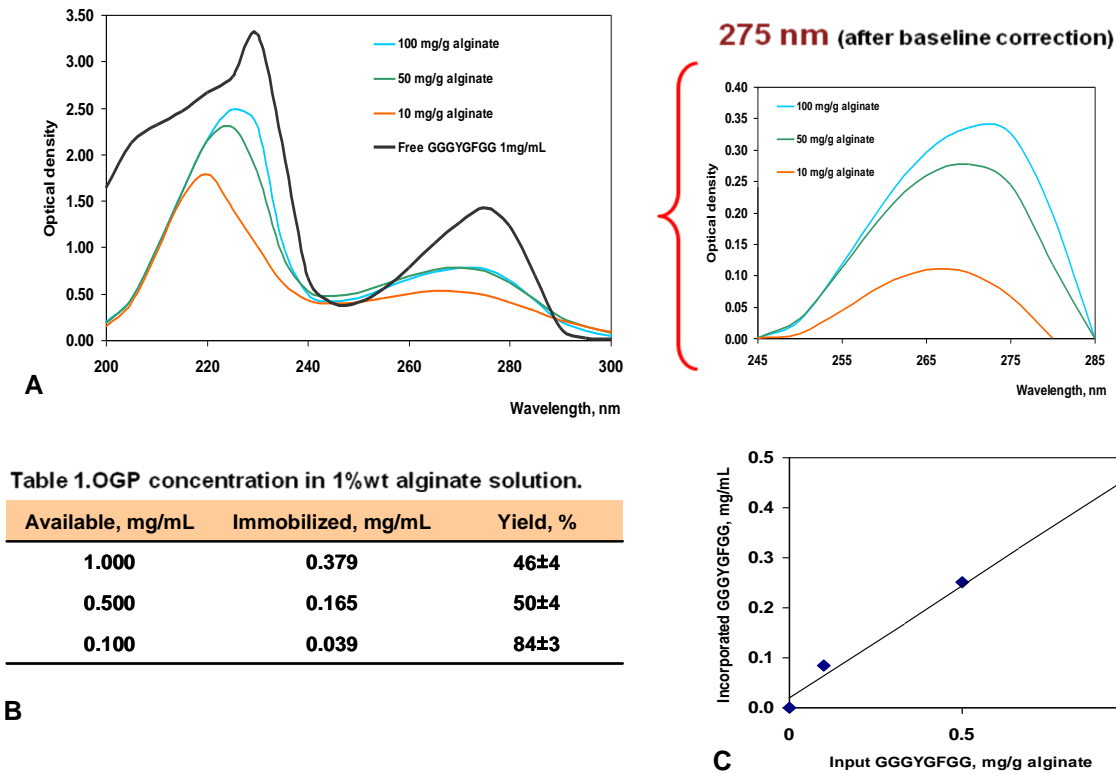 3.50
3.00
2.50
2.00
1.50
1.00
0.50
0.00
Optical density
100 mg/g alginate
50 mg/g alginate
10 mg/g alginate
Free GGGYGFGG 1mg/mL
200 220 240 260 280 300
Wavelength, nm
A
275 nm (after baseline correction)
0.40
0.35
0.30
0.25
0.20
0.15
0.10
0.05
0.00
Optical density
100 mg/g alginate
50 mg/g alginate
10 mg/g alginate
245 255 265 275 285
Wavelength, nm
Table 1.OGP concentration in 1%wt alginate solution.
Available, mg/mL Immobilized, mg/mL Yield, %
1.000 0.379 46±4
0.500 0.165 50±4
0.100 0.039 84±3
B
0.5
0.4
0.3
0.2
0.1
0.0
Incorporated GGGYGFGG, mg/mL
0 0.5
Input GGGYGFGG, mg/g alginate
C